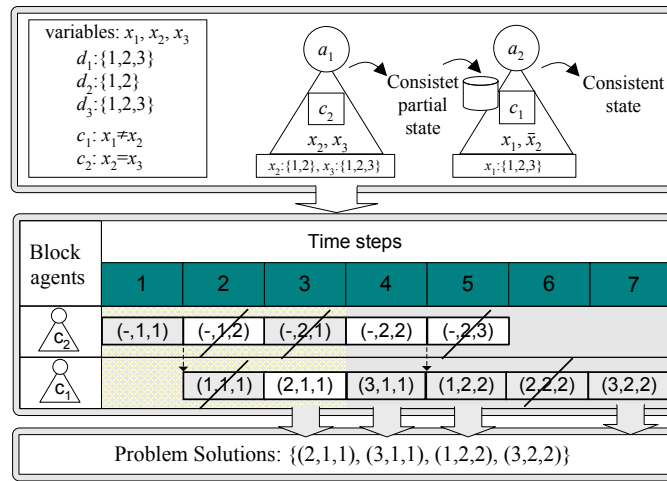 variables: x₁, x₂, x₃
d₁:{1,2,3}
d₂:{1,2}
d₃:{1,2,3}
c₁: x₁≠x₂
c₂: x₂=x₃
a₁
c₂
x₂, x₃
x₂:{1,2}, x₃:{1,2,3}
Consistet
partial
state
a₂
c₁
x₁, x̄₂
x₁:{1,2,3}
Consistent
state
Block
agents
Time steps
1 2 3 4 5 6 7
c₂ (-,1,1) (-,1,2) (-,2,1) (-,2,2) (-,2,3)
c₁ (1,1,1) (2,1,1) (3,1,1) (1,2,2) (2,2,2) (3,2,2)
Problem Solutions: {(2,1,1), (3,1,1), (1,2,2), (3,2,2)}